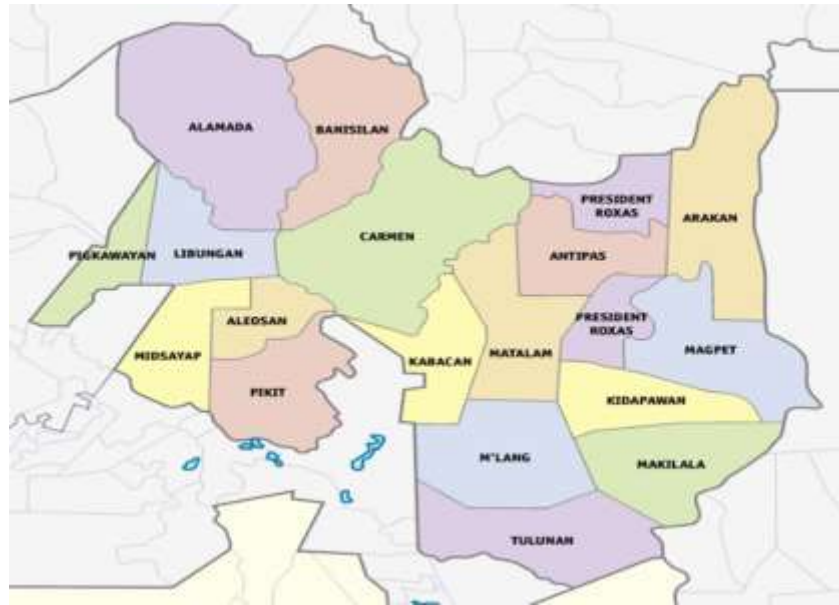 ALAMADA
BANISILAN
PRESIDENT
ROXAS
ARAKAN
CARMEN
PIGKAWAYAN
LIBUNGAN
ANTIPAS
ALEOSAN
PRESIDENT
ROXAS
MIDSAYAP
KABACAN
MATALAM
MAGPET
PIKIT
KIDAPAWAN
M'LANG
MAKILALA
TULUNAN